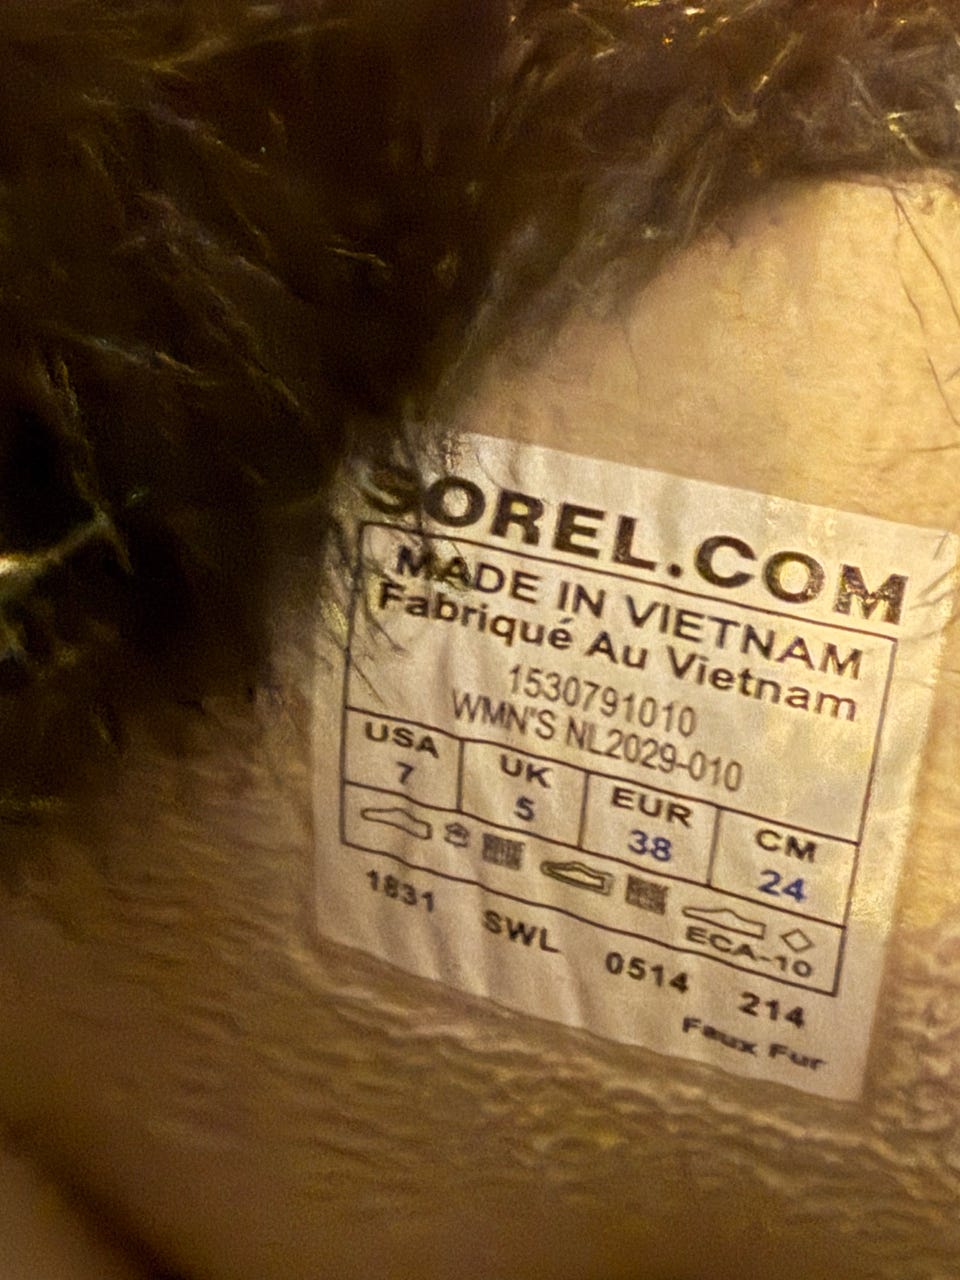 SOREL.COM
MADE IN VIETNAM
Fabriqué Au Vietnam
1530791010
WMN'S NL2029-010
USA UK EUR CM
7 5 38 24
ECA-10
1831 SWL 0514 214
Faux Fur